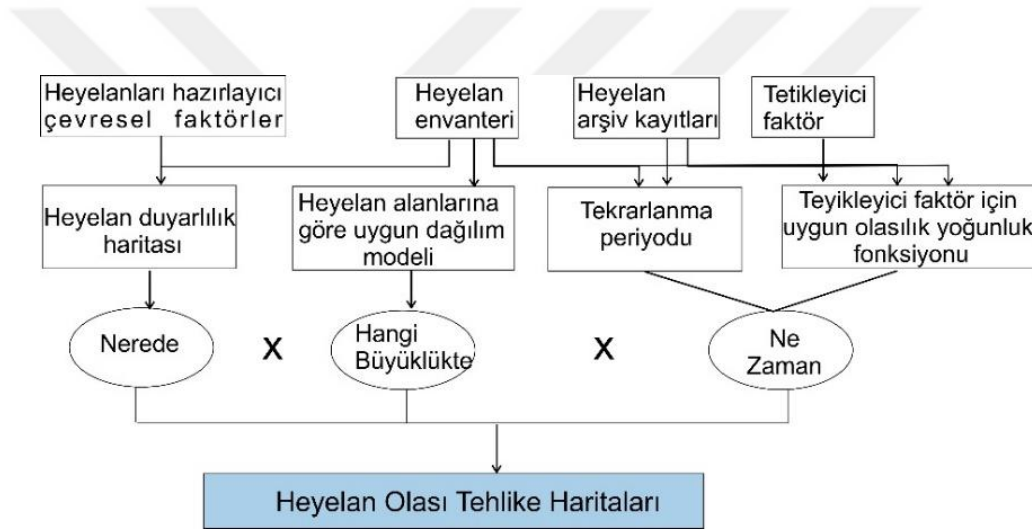 Heyelanları hazırlayıcı
çevresel faktörler
Heyelan
envanteri
Heyelan
arşiv kayıtları
Tetikleyici
faktör
Heyelan duyarlılık
haritası
Heyelan alanlarına
göre uygun dağılım
modeli
Tekrarlanma
periyodu
Teyikleyici faktör için
uygun olasılık yoğunluk
fonksiyonu
Nerede
X
Hangi
Büyüklükte
X
Ne
Zaman
Heyelan Olası Tehlike Haritaları